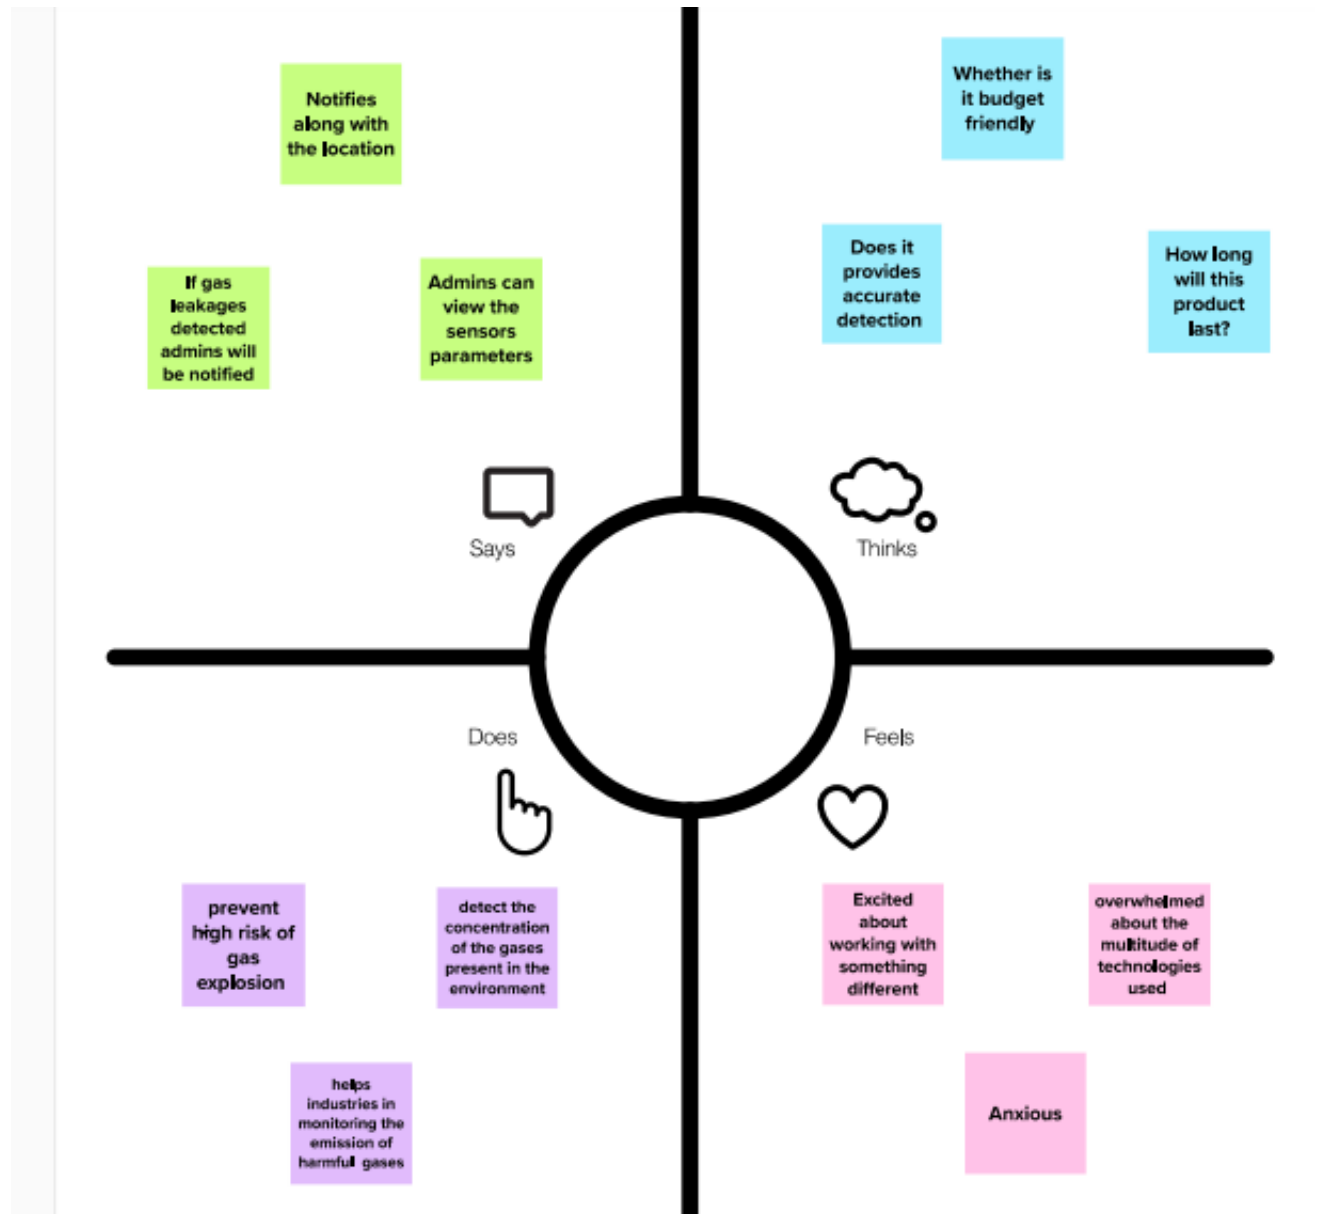 Notifies
along with
the location
If gas
leakages
detected
admins will
be notified
Admins can
view the
sensors
parameters
Says
Whether is
it budget
friendly
Does it
provides
accurate
detection
How long
will this
product
last?
Thinks
Does
prevent
high risk of
gas
explosion
detect the
concentration
of the gases
present in the
environment
helps
industries in
monitoring the
emission of
harmful gases
Feels
Excited
about
working with
something
different
overwhelmed
about the
multitude of
technologies
used
Anxious